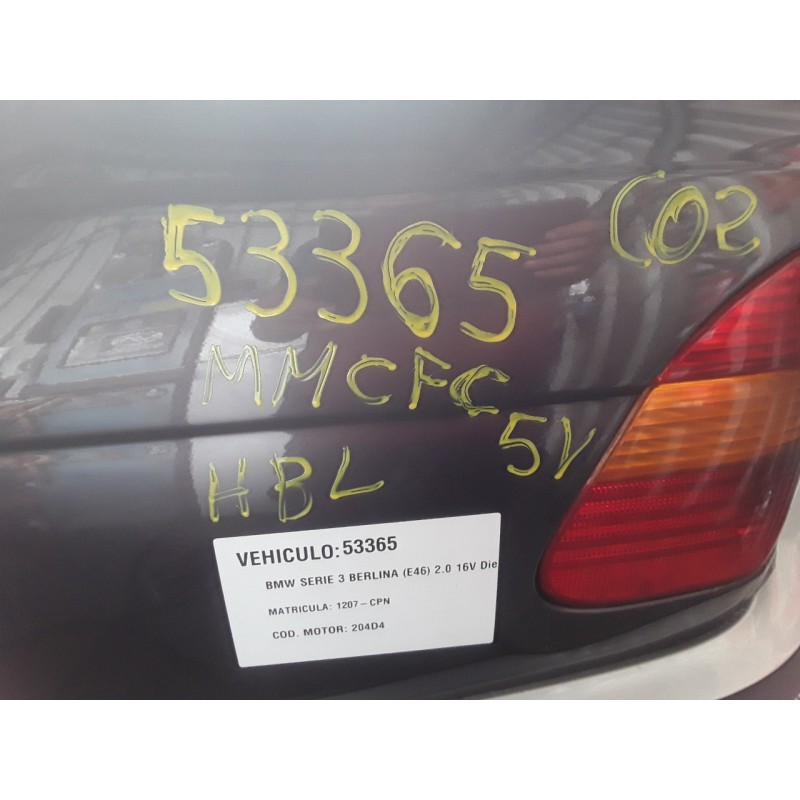 53365
CO2
MMCFC
5V
HBL
VEHICULO: 53365
BMW SERIE 3 BERLINA (E46) 2.0 16V Die
MATRICULA: 1207-CPN
COD. MOTOR: 204D4